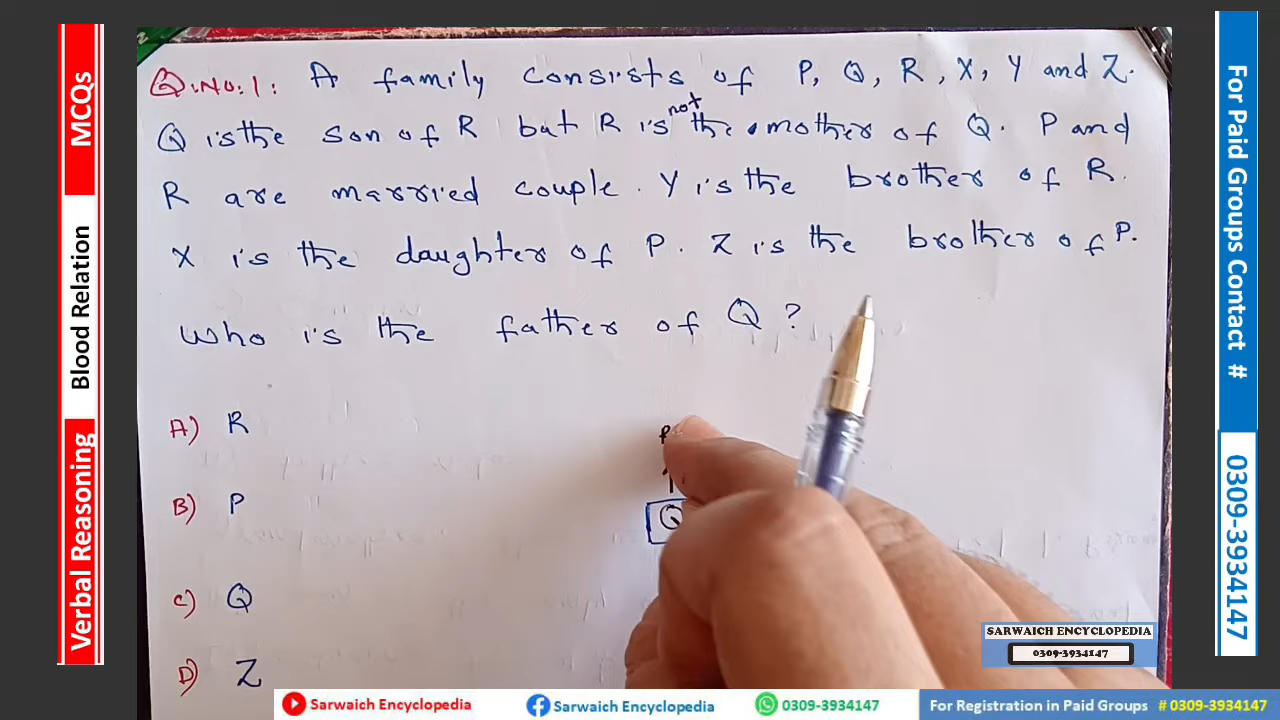 Q.No.1: A family consists of P, Q, R, X, Y and Z.
Q is the son of R but R is not the mother of Q. P and
R are married couple. Y is the brother of R.
X is the daughter of P. Z is the brother of P.
Who is the father of Q?
A) R
B) P
C) Q
D) Z
Q
MCQs
Blood Relation
Verbal Reasoning
For Paid Groups Contact #
0309-3934147
SARWAICH ENCYCLOPEDIA
0309-3934147
Sarwaich Encyclopedia
Sarwaich Encyclopedia
0309-3934147
For Registration in Paid Groups # 0309-3934147